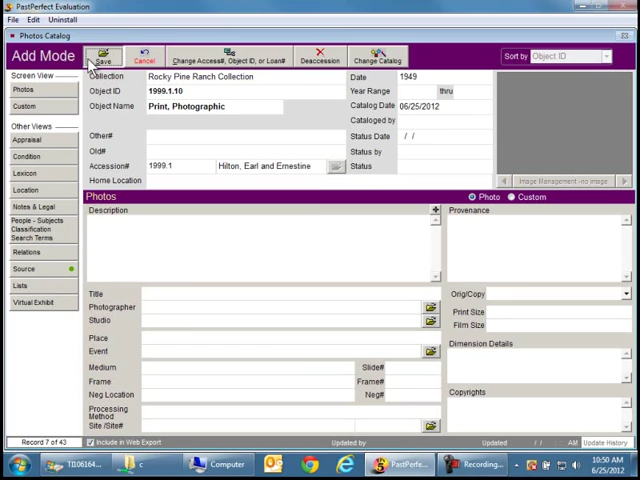 PastPerfect Evaluation
File Edit Uninstall
Photos Catalog
Add Mode
Save
Cancel
Change Access#, Object ID, or Loan#
Deaccession
Change Catalog
Sort by Object ID
Screen View
Photos
Custom
Other Views
Appraisal
Condition
Lexicon
Location
Notes & Legal
People - Subjects
Classification
Search Terms
Relations
Source
Lists
Virtual Exhibit
Collection Rocky Pine Ranch Collection
Object ID 1999.1.10
Object Name Print, Photographic
Other#
Old#
Accession# 1999.1 Hilton, Earl and Ernestine
Home Location
Date 1949
Year Range thru
Catalog Date 06/25/2012
Cataloged by
Status Date / /
Status by
Status
Image Management -no image
Photos
Photo Custom
Description
Provenance
Title
Photographer
Studio
Place
Event
Medium Slide#
Frame Frame#
Neg Location Neg#
Processing
Method
Site /Site#
Orig/Copy
Print Size
Film Size
Dimension Details
Copyrights
Record 7 of 43
Include in Web Export
Updated by
Updated / / : AM
Update History
TI106164...
c
Computer
PastPerfe...
Recording...
10:50 AM
6/25/2012